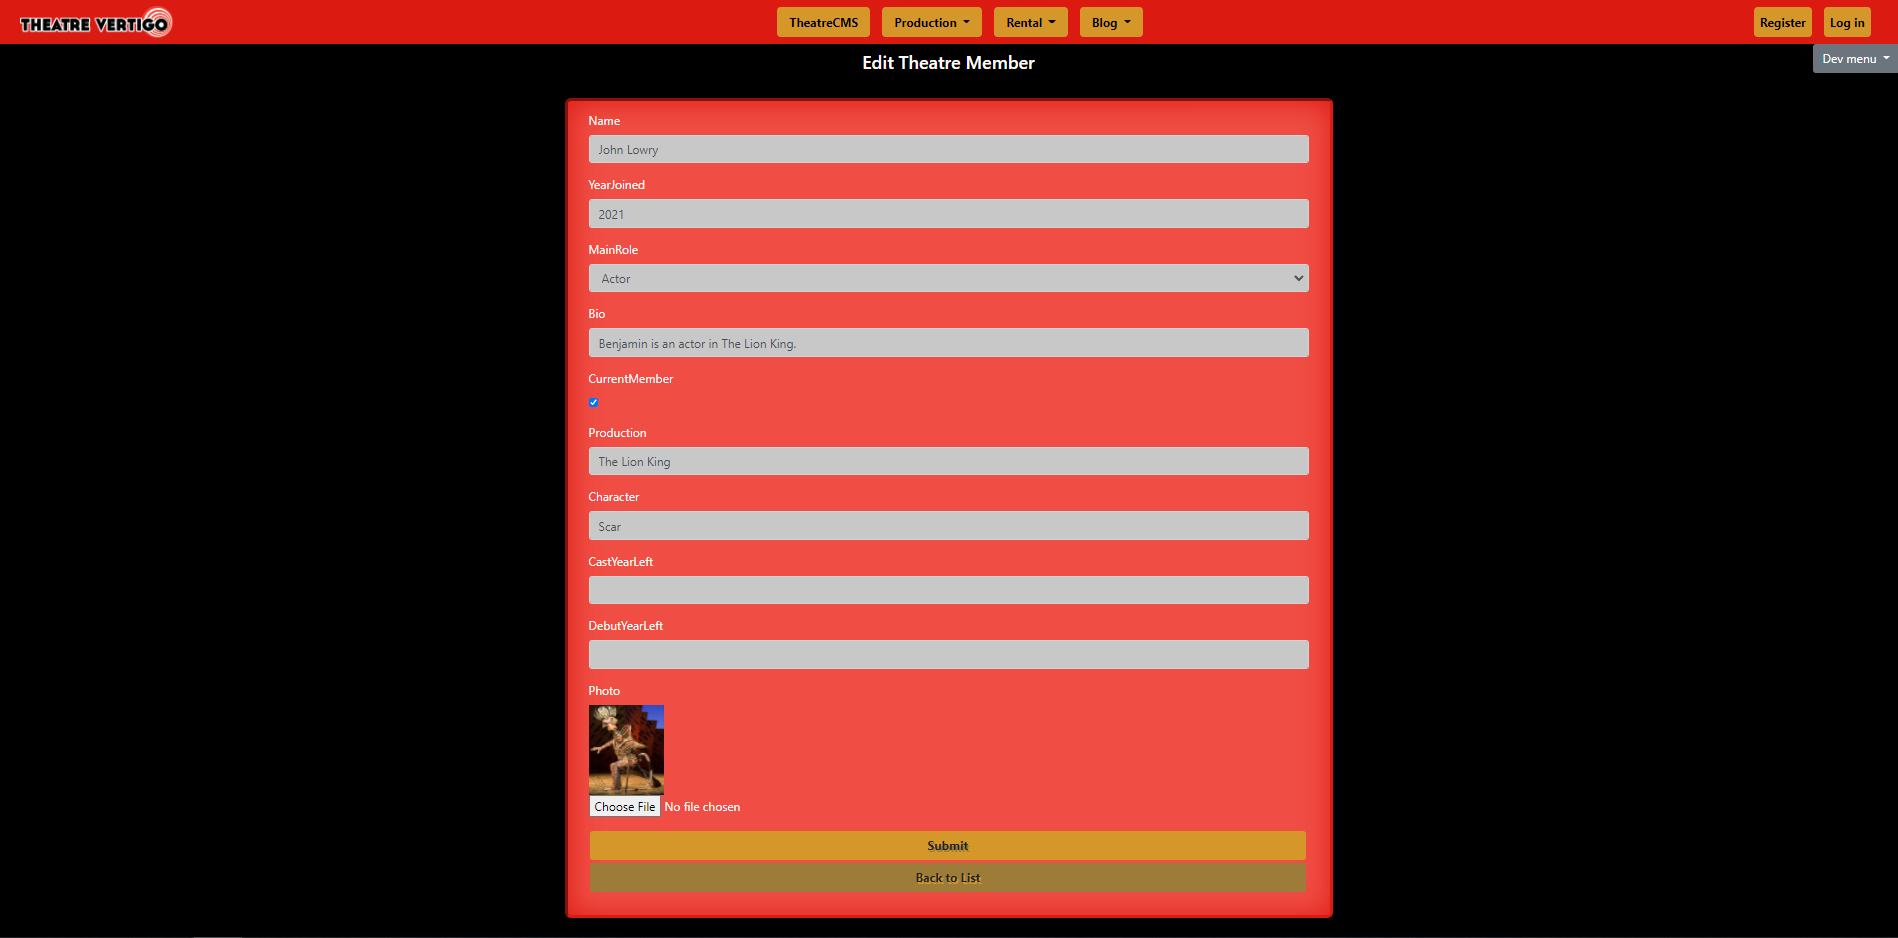 THEATRE VERTIGO
TheatreCMS Production Rental Blog
Register Log in
Dev menu
Edit Theatre Member
Name
John Lowry
YearJoined
2021
MainRole
Actor
Bio
Benjamin is an actor in The Lion King.
CurrentMember
Production
The Lion King
Character
Scar
CastYearLeft
DebutYearLeft
Photo
Choose File No file chosen
Submit
Back to List